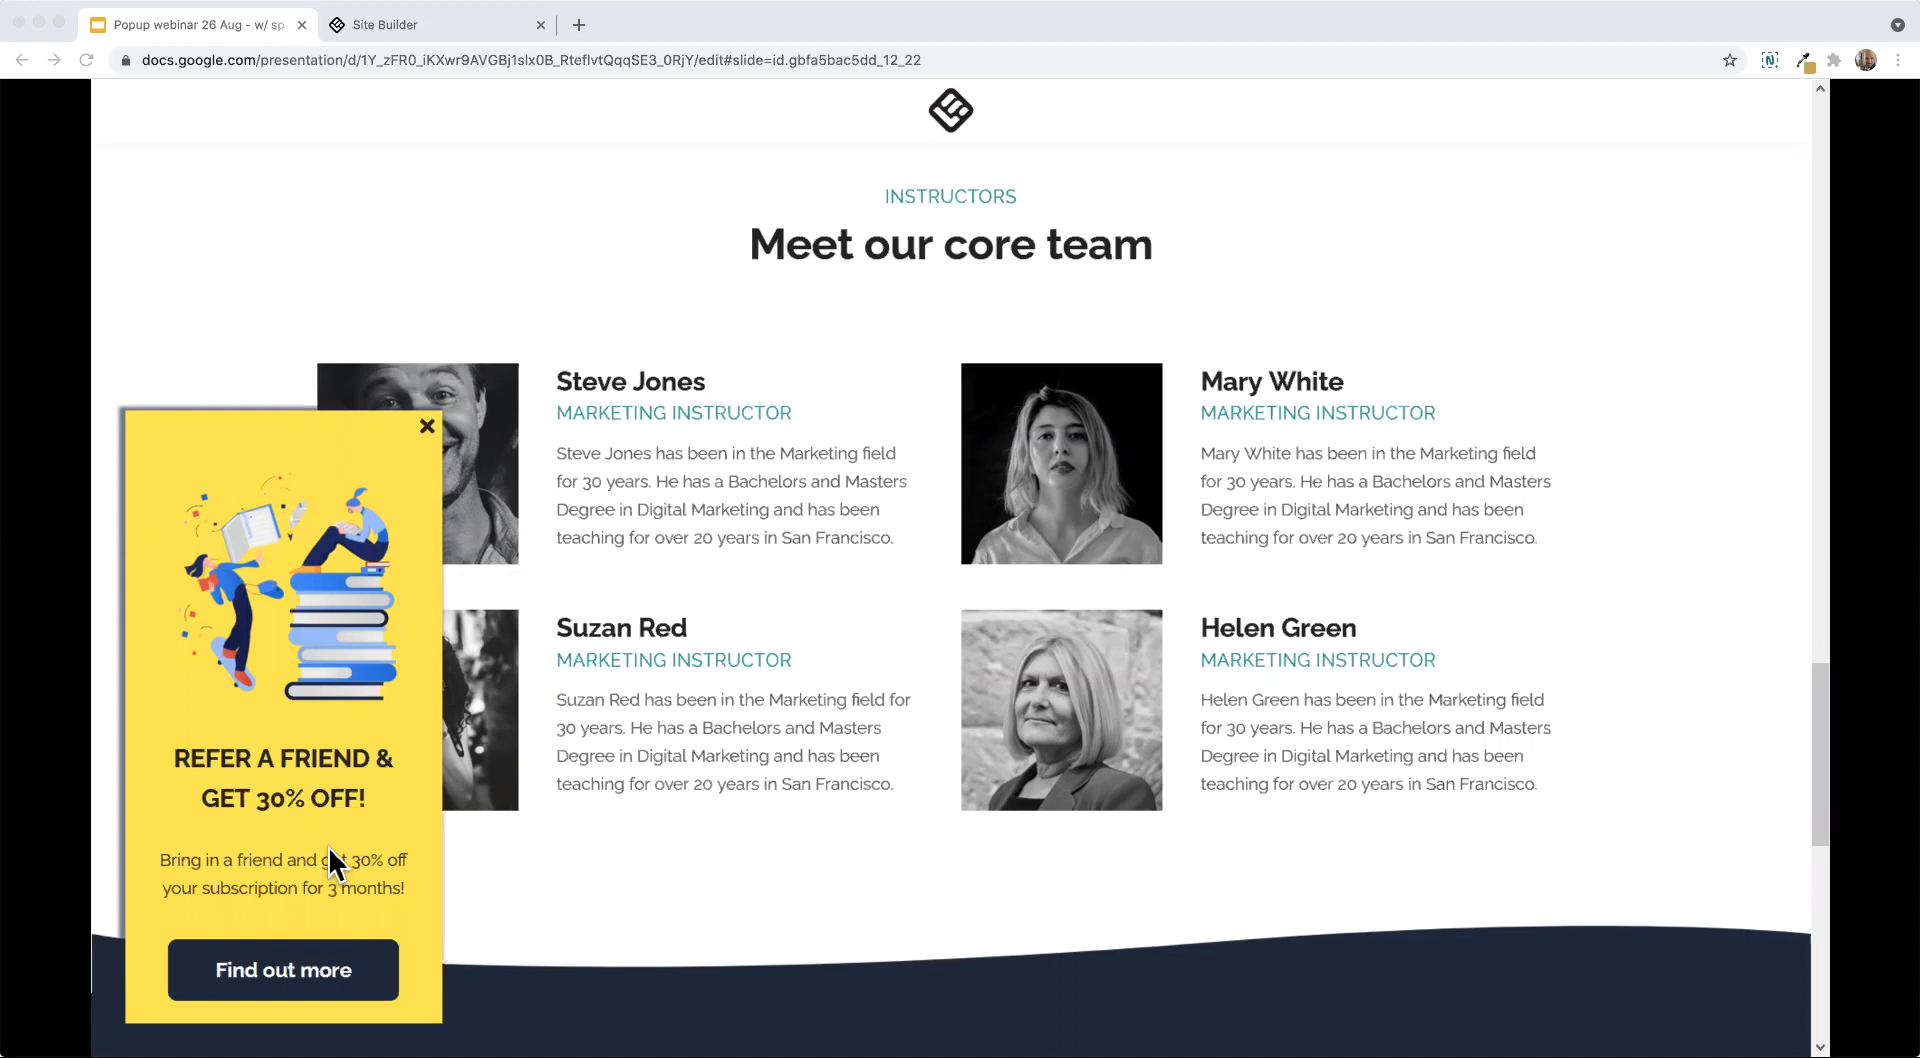 Popup webinar 26 Aug - w/ sp
Site Builder
docs.google.com/presentation/d/1Y_zFR0_iKXwr9AVGBj1slx0B_RteflvtQqqSE3_0RjY/edit#slide=id.gbfa5bac5dd_12_22
INSTRUCTORS
Meet our core team
Steve Jones
MARKETING INSTRUCTOR
Steve Jones has been in the Marketing field
for 30 years. He has a Bachelors and Masters
Degree in Digital Marketing and has been
teaching for over 20 years in San Francisco.
Mary White
MARKETING INSTRUCTOR
Mary White has been in the Marketing field
for 30 years. He has a Bachelors and Masters
Degree in Digital Marketing and has been
teaching for over 20 years in San Francisco.
Suzan Red
MARKETING INSTRUCTOR
Suzan Red has been in the Marketing field for
30 years. He has a Bachelors and Masters
Degree in Digital Marketing and has been
teaching for over 20 years in San Francisco.
Helen Green
MARKETING INSTRUCTOR
Helen Green has been in the Marketing field
for 30 years. He has a Bachelors and Masters
Degree in Digital Marketing and has been
teaching for over 20 years in San Francisco.
REFER A FRIEND &
GET 30% OFF!
Bring in a friend and get 30% off
your subscription for 3 months!
Find out more